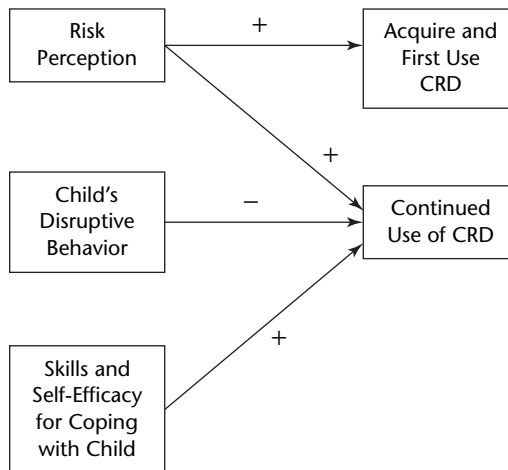 Risk
Perception
+
Acquire and
First Use
CRD
+
Child's
Disruptive
Behavior
−
Continued
Use of CRD
+
Skills and
Self-Efficacy
for Coping
with Child